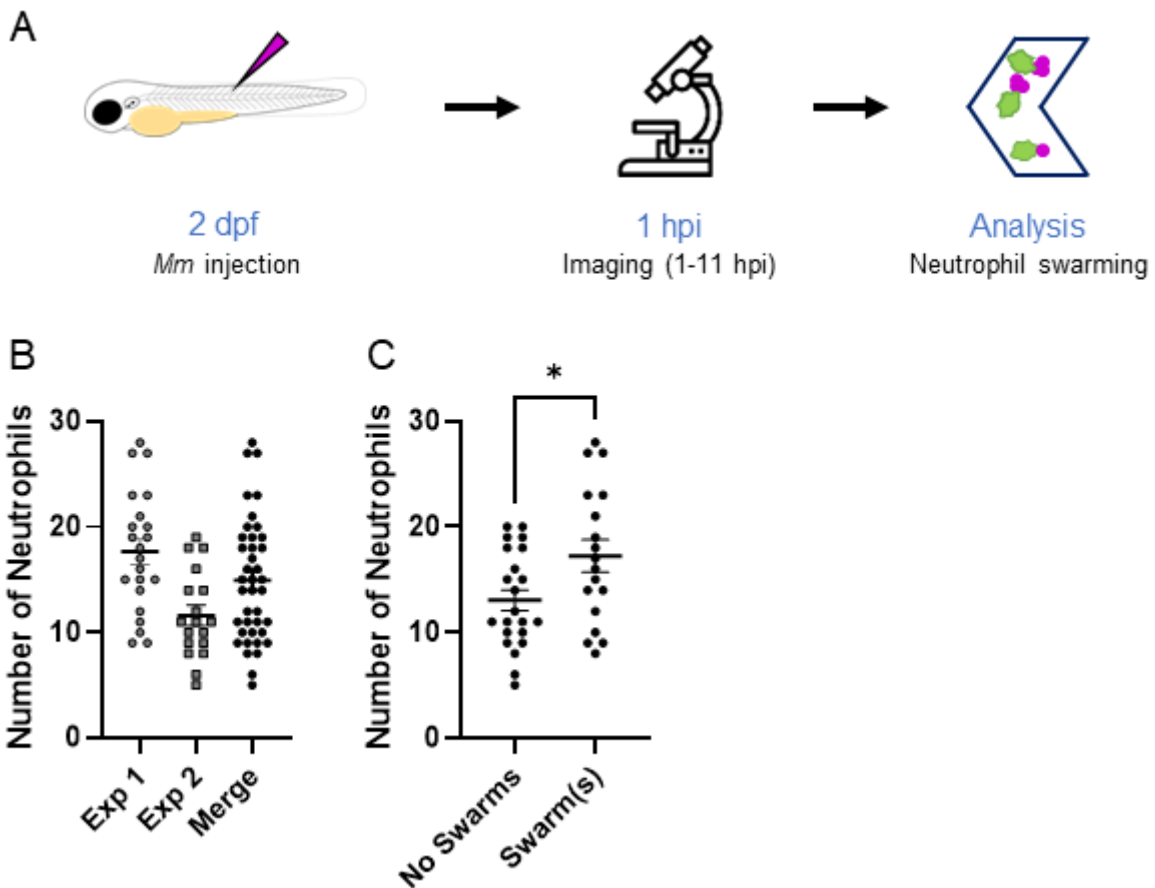 A
2 dpf
Mm injection
1 hpi
Imaging (1-11 hpi)
Analysis
Neutrophil swarming
B
Number of Neutrophils
30
20
10
0
Exp 1
Exp 2
Merge
C
*
Number of Neutrophils
30
20
10
0
No Swarms
Swarm(s)